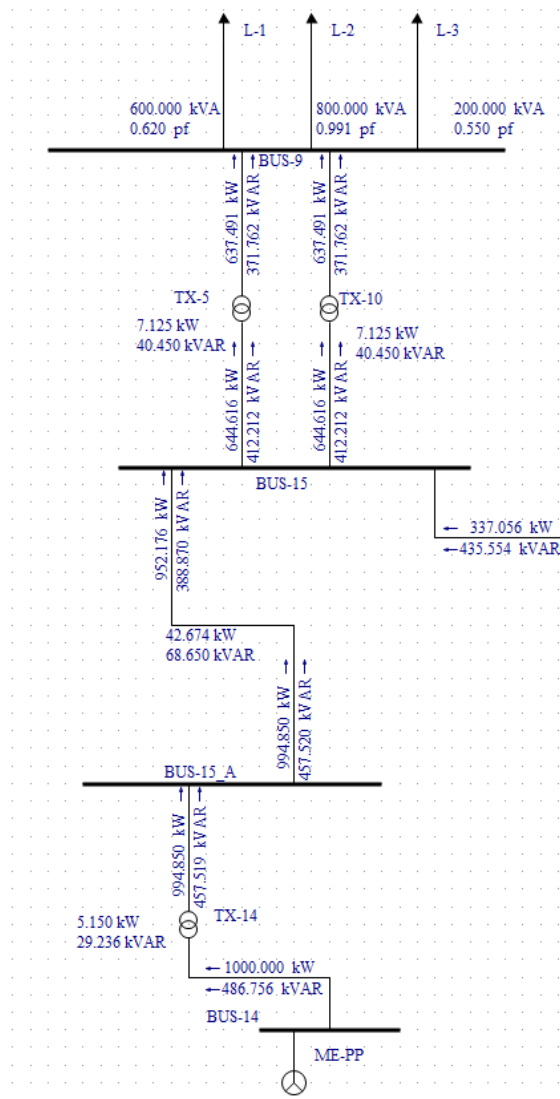 L-1
L-2
L-3
600.000 kVA
0.620 pf
800.000 kVA
0.991 pf
200.000 kVA
0.550 pf
BUS-9
637.491 kW
371.762 kVAR
637.491 kW
371.762 kVAR
TX-5
TX-10
7.125 kW
40.450 kVAR
7.125 kW
40.450 kVAR
644.616 kW
412.212 kVAR
644.616 kW
412.212 kVAR
BUS-15
952.176 kW
388.870 kVAR
337.056 kW
435.554 kVAR
42.674 kW
68.650 kVAR
994.850 kW
457.520 kVAR
BUS-15_A
994.850 kW
457.519 kVAR
TX-14
5.150 kW
29.236 kVAR
1000.000 kW
486.756 kVAR
BUS-14
ME-PP